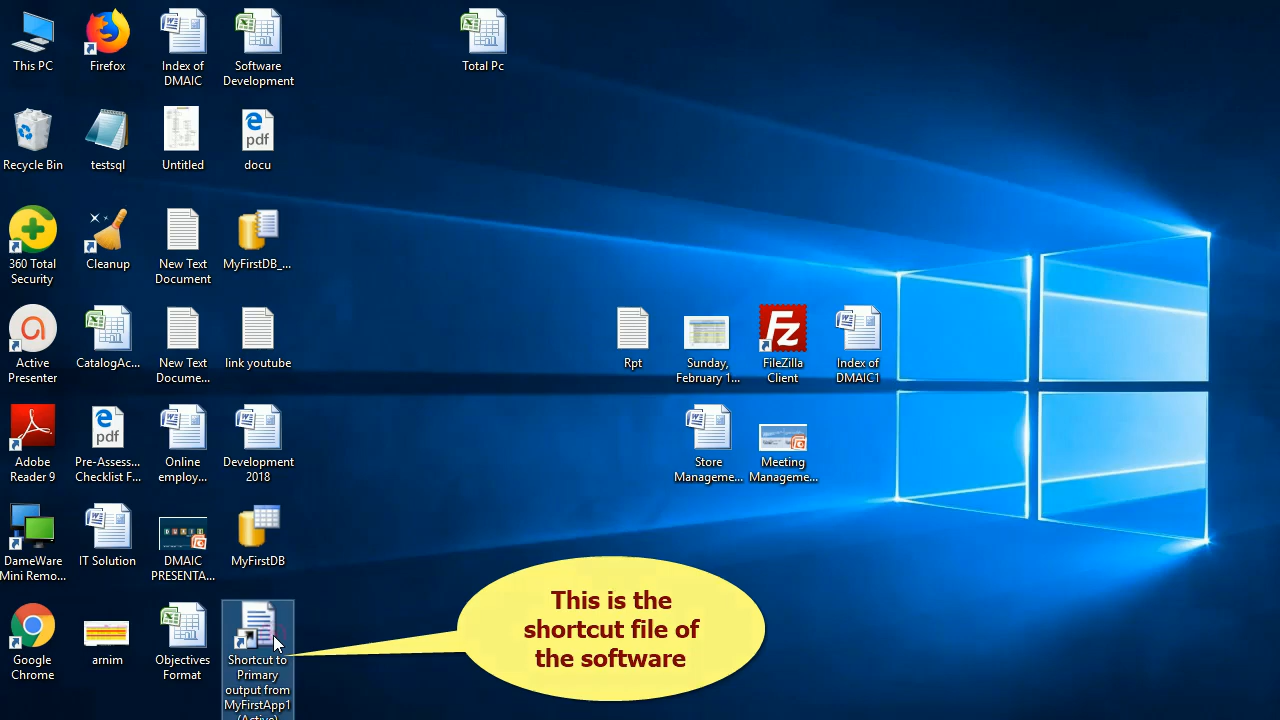 This PC
Firefox
Index of
DMAIC
Software
Development
Total Pc
Recycle Bin
testsql
Untitled
pdf
docu
360 Total
Security
Cleanup
New Text
Document
MyFirstDB_...
Active
Presenter
CatalogAc...
New Text
Docume...
link youtube
Rpt
Sunday,
February 1...
Fz
FileZilla
Client
Index of
DMAIC1
Adobe
Reader 9
pdf
Pre-Assess...
Checklist F...
Online
employ...
Development
2018
Store
Manageme...
Meeting
Manageme...
DameWare
Mini Remo...
IT Solution
DMAIC
PRESENTA...
MyFirstDB
Google
Chrome
arnim
Objectives
Format
Shortcut to
Primary
output from
MyFirstApp1
(Active)
This is the
shortcut file of
the software